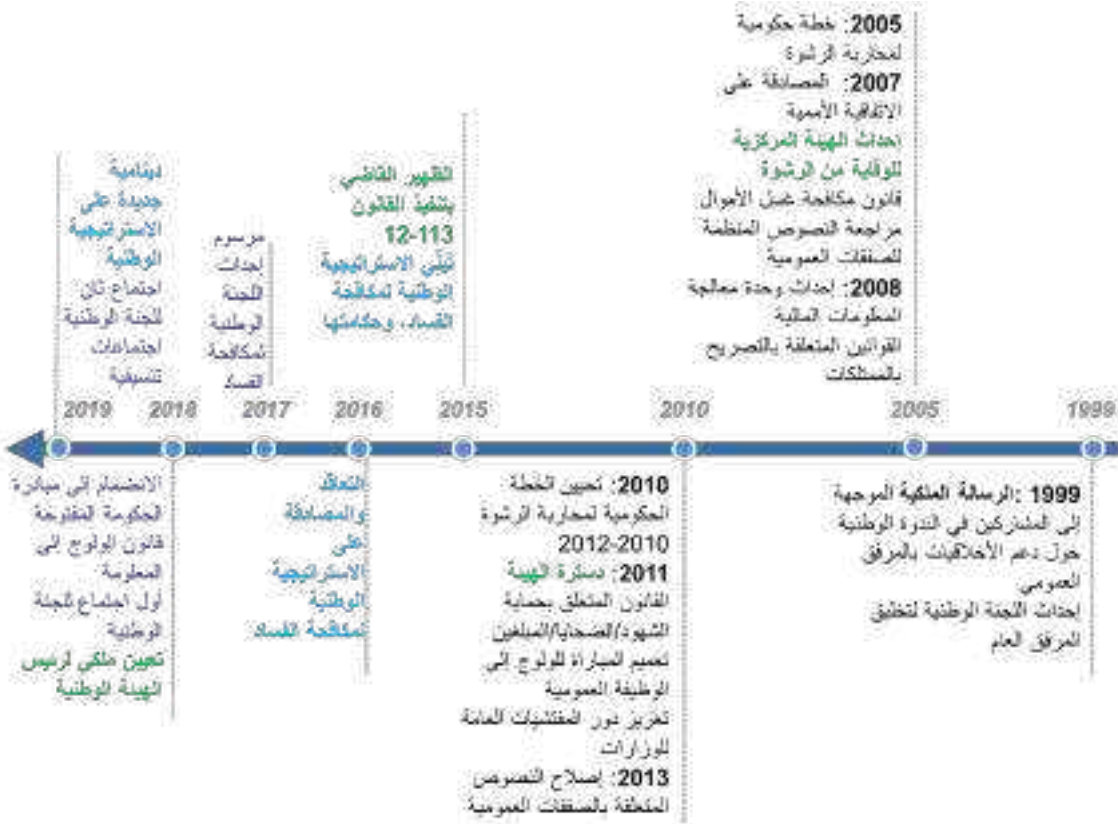 2005: خطة حكومية
لمحاربة الرشوة
2007: المصادقة على
الاتفاقية الأممية
إحداث الهيئة المركزية
للوقاية من الرشوة
قانون مكافحة غسل الأموال
مراجعة النصوص المنظمة
للصفقات العمومية
2008: إحداث وحدة معالجة
المعلومات المالية
القوانين المتعلقة بالتصريح
بالممتلكات
الظهير القاضي
بتنفيذ القانون
12-113
تبنّي الاستراتيجية
الوطنية لمكافحة
الفساد، وحكامتها
مرسوم
احداث
اللجنة
الوطنية
لمكافحة
الفساد
دينامية
جديدة على
الاستراتيجية
الوطنية
اجتماع ثان
للجنة الوطنية
اجتماعات
تنسيقية
1999
2005
2010
2015
2016
2017
2018
2019
1999 :الرسالة الملكية الموجهة
إلى المشتركين في الندوة الوطنية
حول دعم الأخلاقيات بالمرفق
العمومي
إحداث اللجنة الوطنية لتخليق
المرفق العام
2010: تحيين الخطة
الحكومية لمحاربة الرشوة
2012-2010
2011: دسترة الهيئة
القانون المتعلق بحماية
الشهود/الضحايا/المبلغين
تعميم المباراة للولوج إلى
الوظيفة العمومية
تعزيز دور المفتشيات العامة
للوزارات
2013: إصلاح النصوص
المتعلقة بالصفقات العمومية
التعاقد
والمصادقة
على
الاستراتيجية
الوطنية
لمكافحة الفساد
الانضمام إلى مبادرة
الحكومة المفتوحة
قانون الولوج إلى
المعلومة
أول اجتماع للجنة
الوطنية
تعيين ملكي لرئيس
الهيئة الوطنية